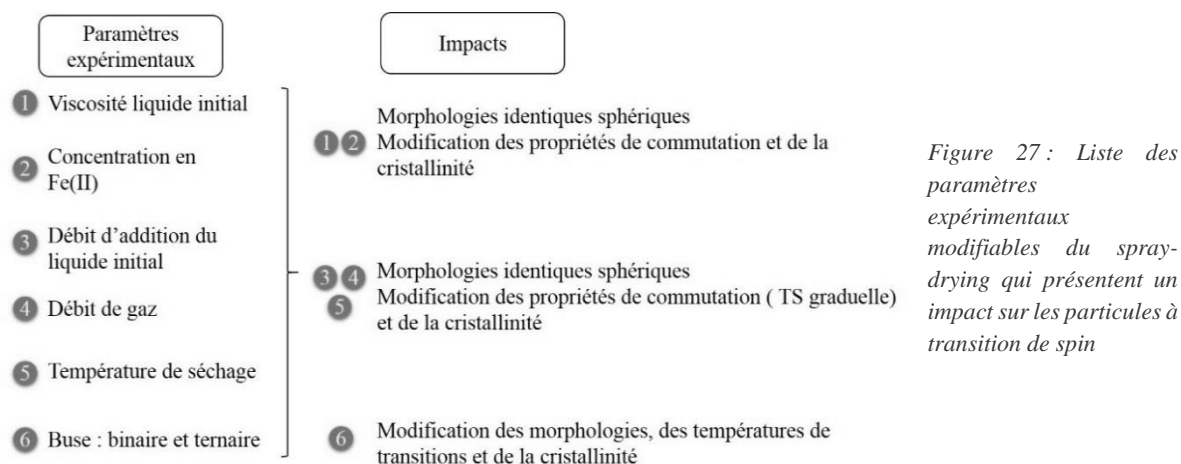 Paramètres
expérimentaux
1 Viscosité liquide initial
2 Concentration en
Fe(II)
3 Débit d'addition du
liquide initial
4 Débit de gaz
5 Température de séchage
6 Buse : binaire et ternaire
Impacts
Morphologies identiques sphériques
1 2 Modification des propriétés de commutation et de la
cristallinité
3 4 Morphologies identiques sphériques
5 Modification des propriétés de commutation ( TS graduelle)
et de la cristallinité
6 Modification des morphologies, des températures de
transitions et de la cristallinité
Figure 27 : Liste des
paramètres
expérimentaux
modifiables du spray-
drying qui présentent un
impact sur les particules à
transition de spin